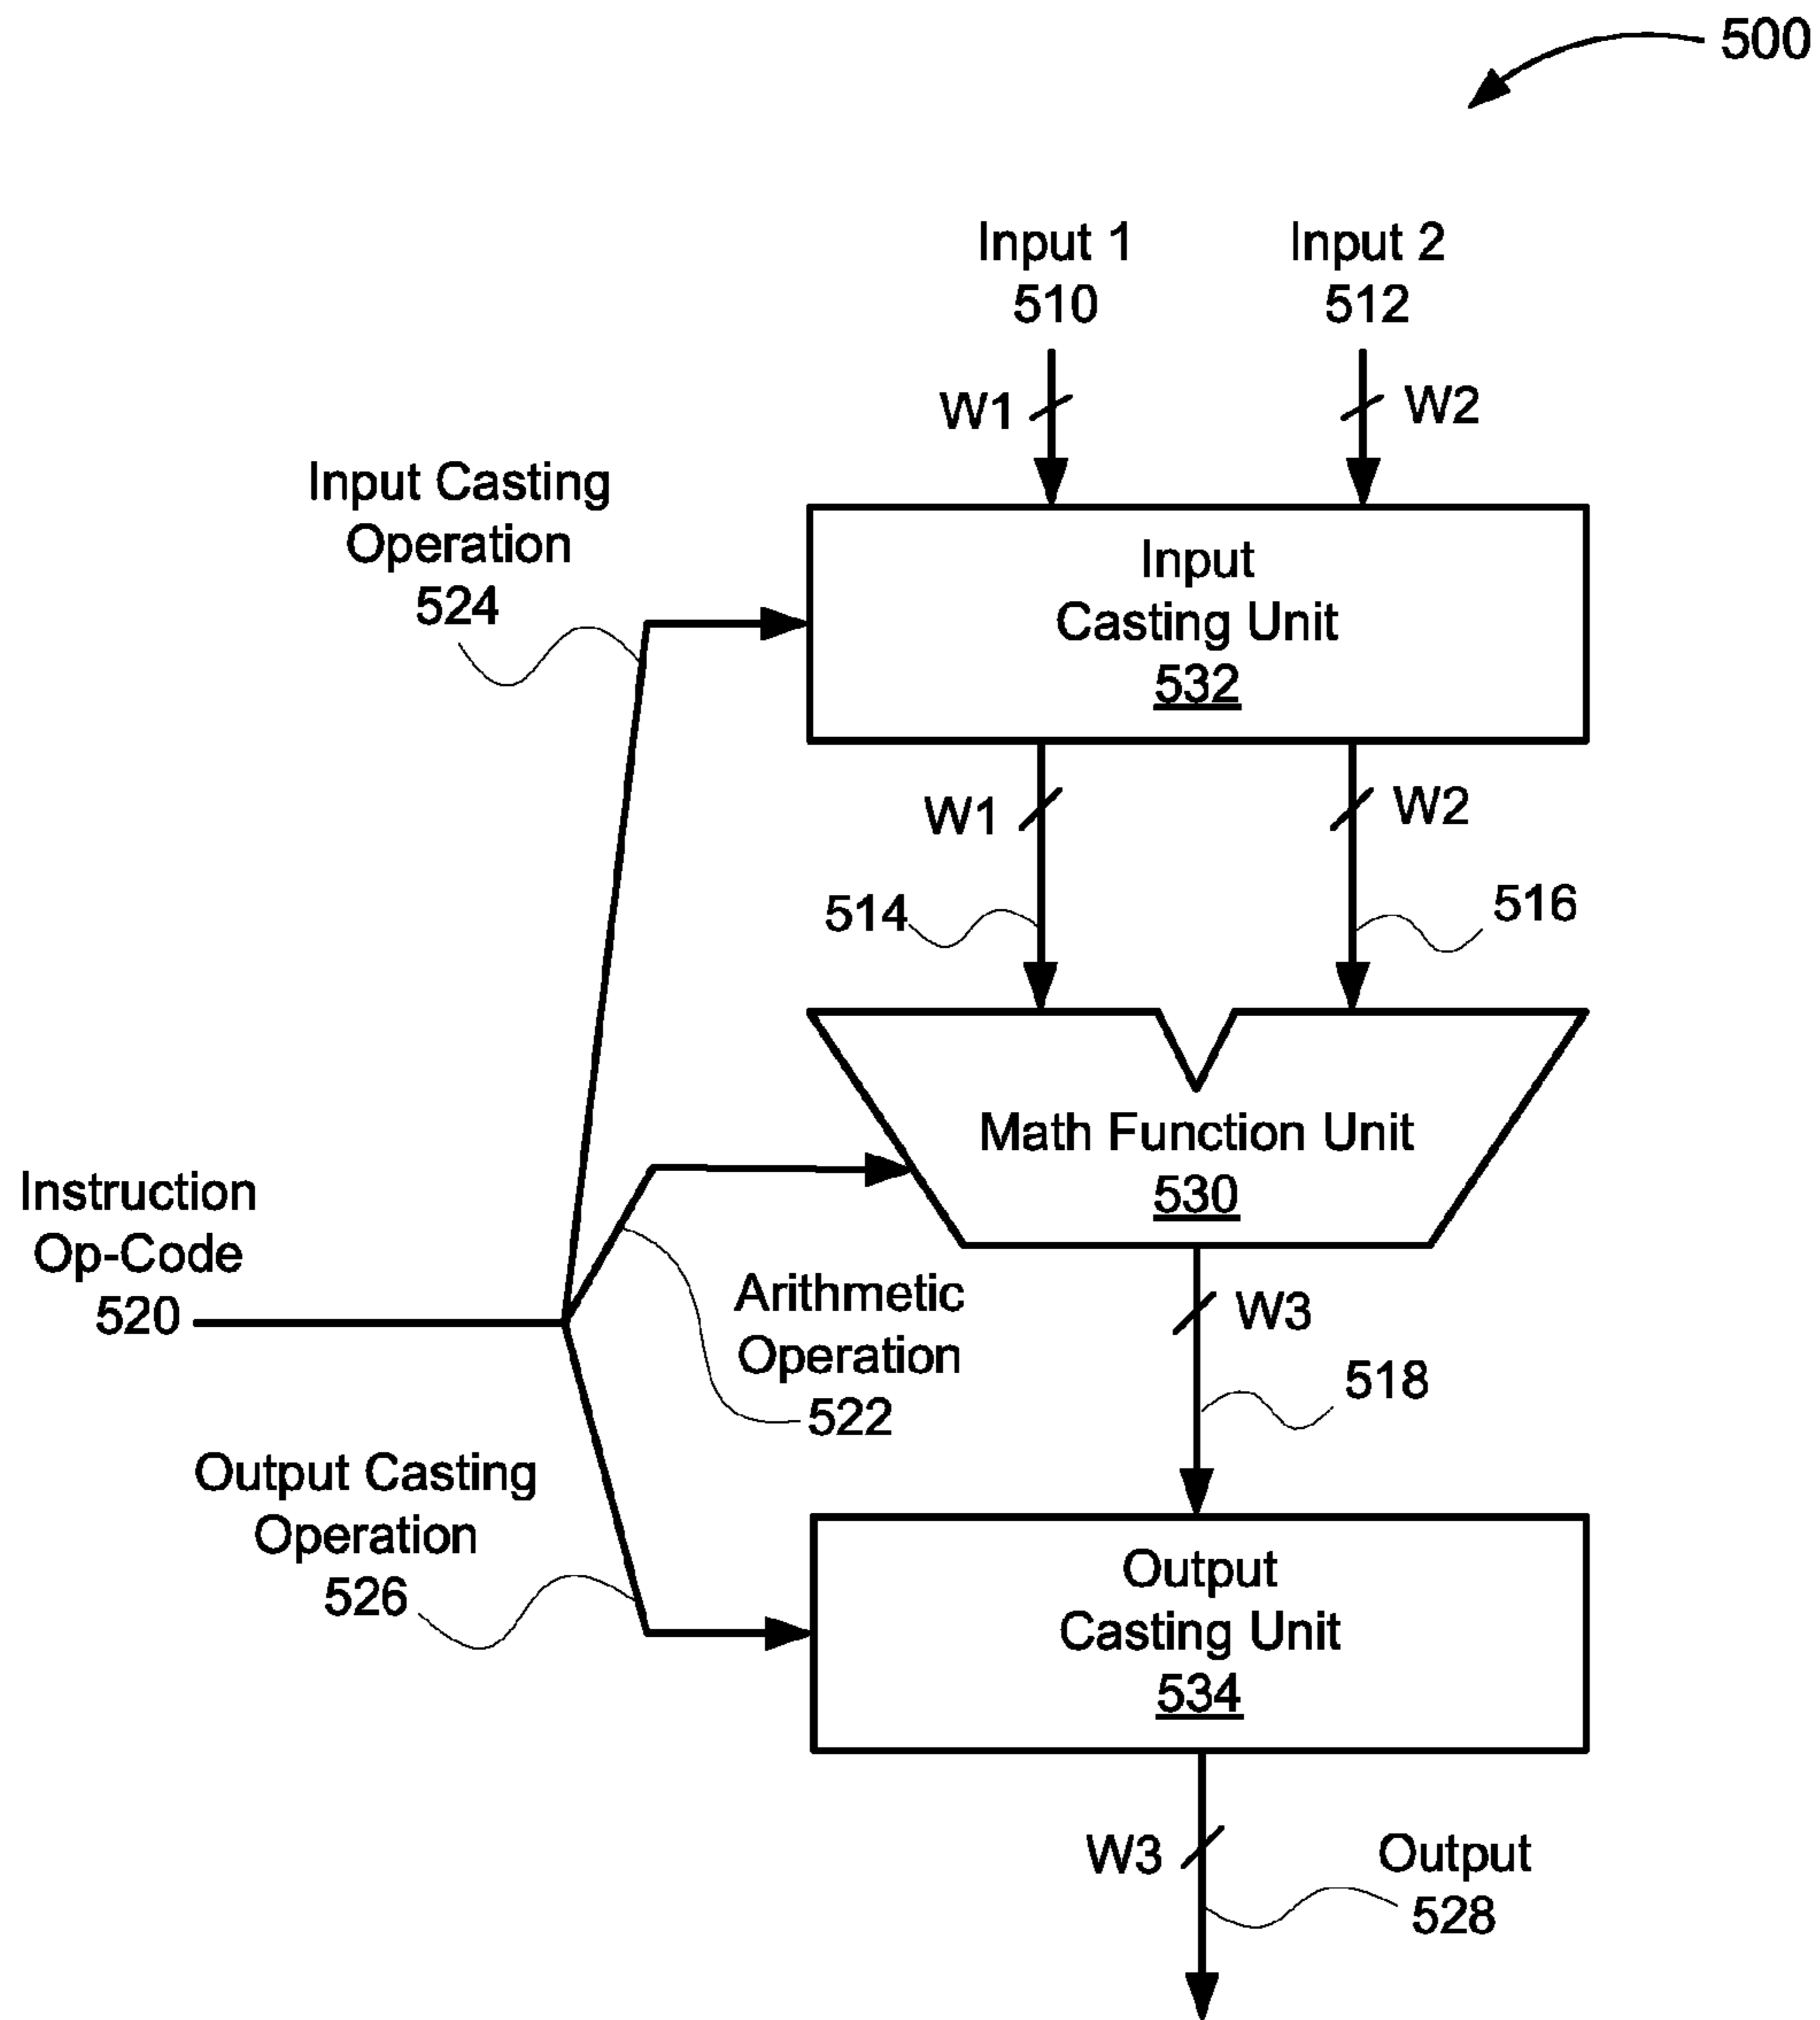 500
Input 1
510
Input 2
512
W1
W2
Input Casting
Operation
524
Input
Casting Unit
532
W1
W2
514
516
Math Function Unit
530
Instruction
Op-Code
520
Arithmetic
Operation
522
W3
518
Output Casting
Operation
526
Output
Casting Unit
534
W3
Output
528